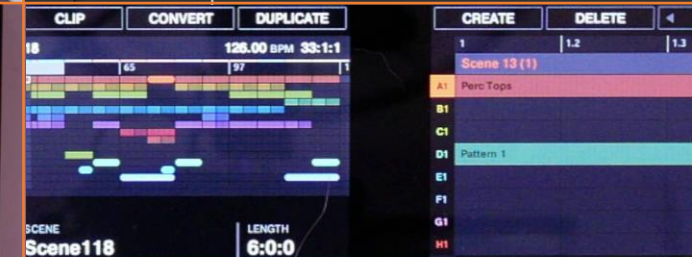 CLIP CONVERT DUPLICATE
18 126.00 BPM 33:1:1
65 97 1
SCENE LENGTH
Scene118 6:0:0
CREATE DELETE
1 1.2 1.3
Scene 13 (1)
A1 Perc Tops
B1
C1
D1 Pattern 1
E1
F1
G1
H1